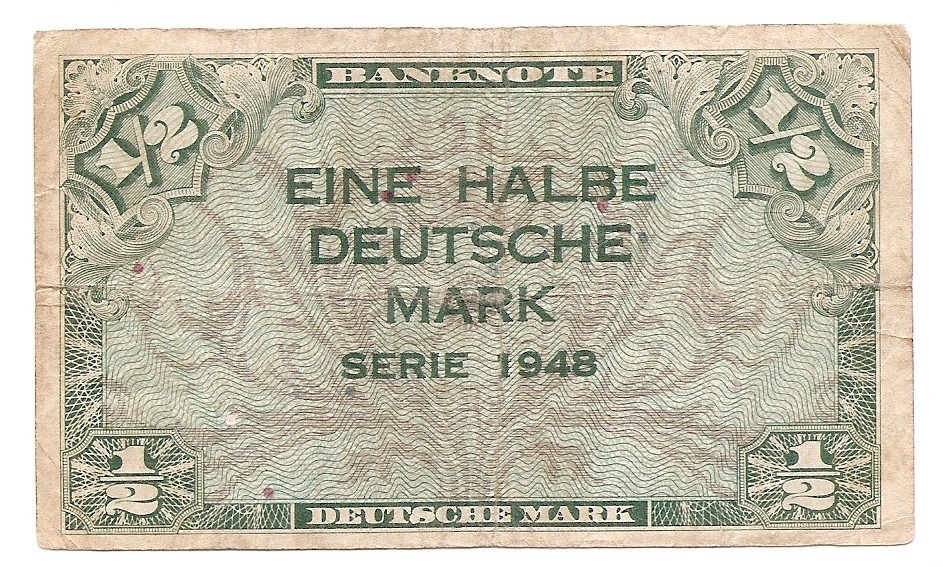 BANKNOTE
1/2
1/2
EINE HALBE
DEUTSCHE
MARK
SERIE 1948
1/2
1/2
DEUTSCHE MARK